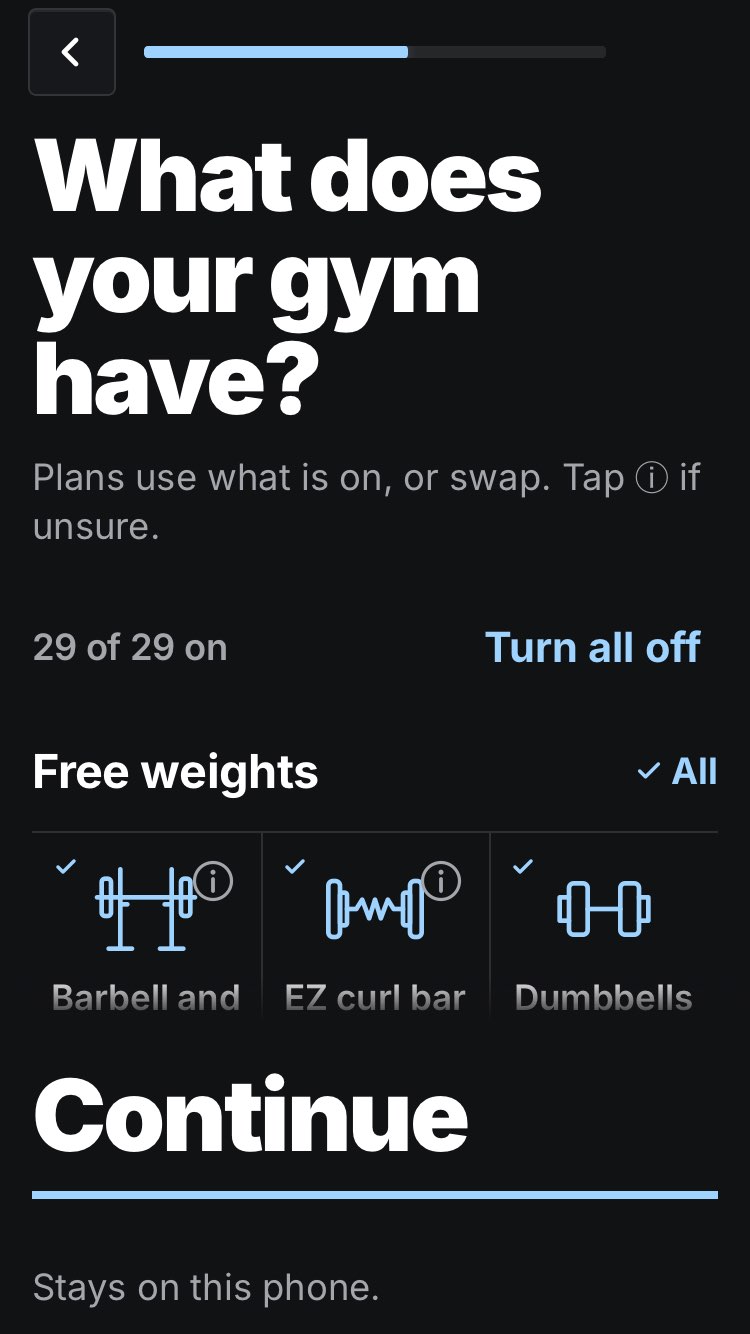 What does
your gym
have?
Plans use what is on, or swap. Tap ⓘ if
unsure.
29 of 29 on
Turn all off
Free weights
✓ All
Barbell and
EZ curl bar
Dumbbells
Continue
Stays on this phone.